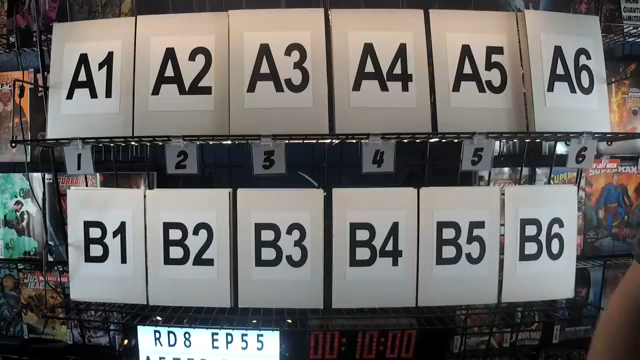 A1 A2 A3 A4 A5 A6
1 2 3 4 5 6
B1 B2 B3 B4 B5 B6
RD8 EP55 00:10:00